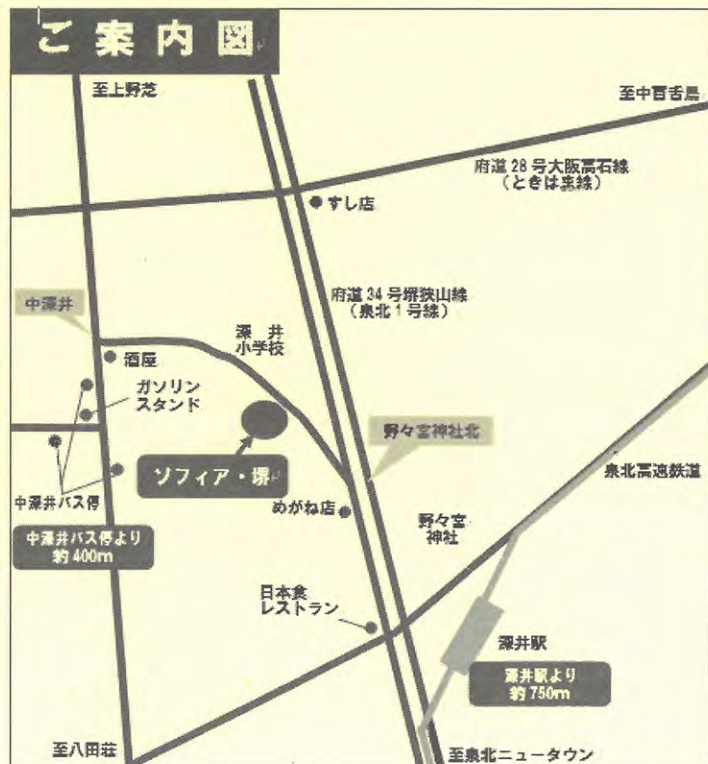 ご案内図
至上野芝
至中百舌鳥
府道28号大阪高石線
(ときは東線)
すし店
府道34号堺狭山線
(泉北1号線)
中深井
深井
小学校
酒屋
ガソリン
スタンド
野々宮神社北
ソフィア・堺
泉北高速鉄道
中深井バス停
めがね店
野々宮
神社
中深井バス停より
約400m
日本食
レストラン
深井駅
深井駅より
約750m
至八田荘
至泉北ニュータウン